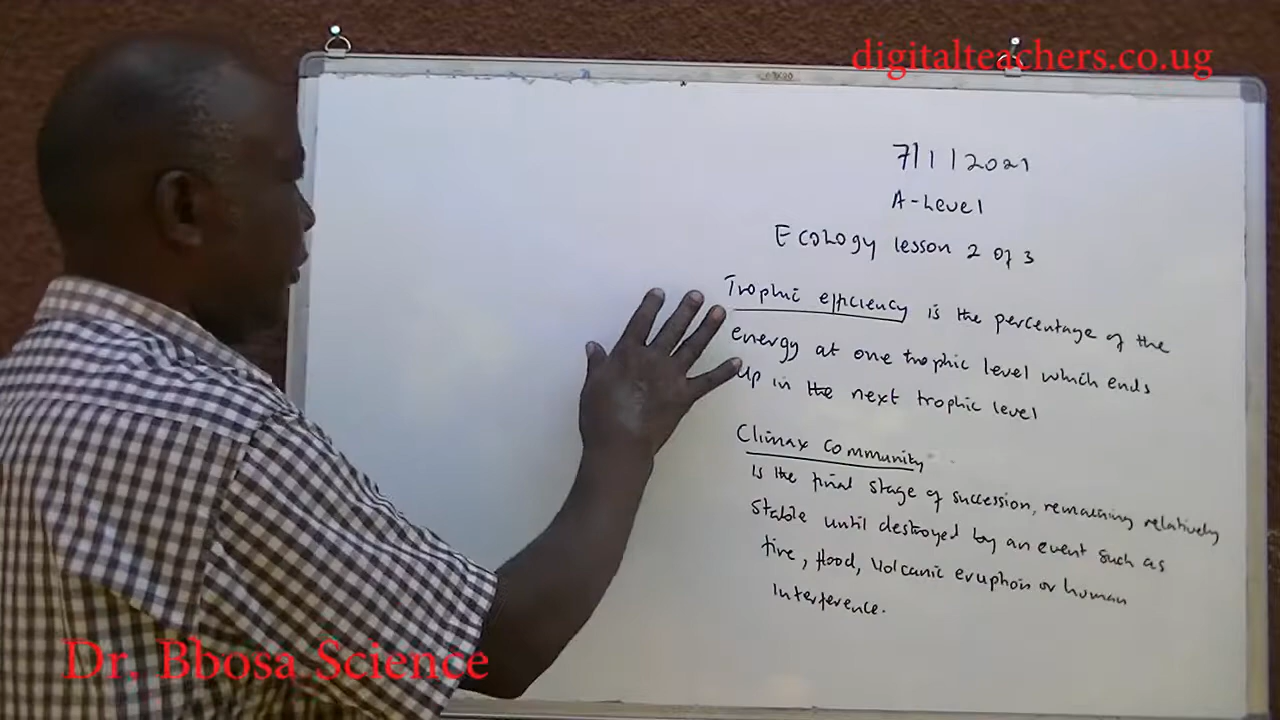 digitalteachers.co.ug
7/1/2021
A-Level
Ecology lesson 2 of 3
Trophic efficiency is the percentage of the
energy at one trophic level which ends
up in the next trophic level
Climax community
is the final stage of succession, remaining relatively
stable until destroyed by an event such as
fire, flood, volcanic eruption or human
interference.
Dr. Bbosa Science